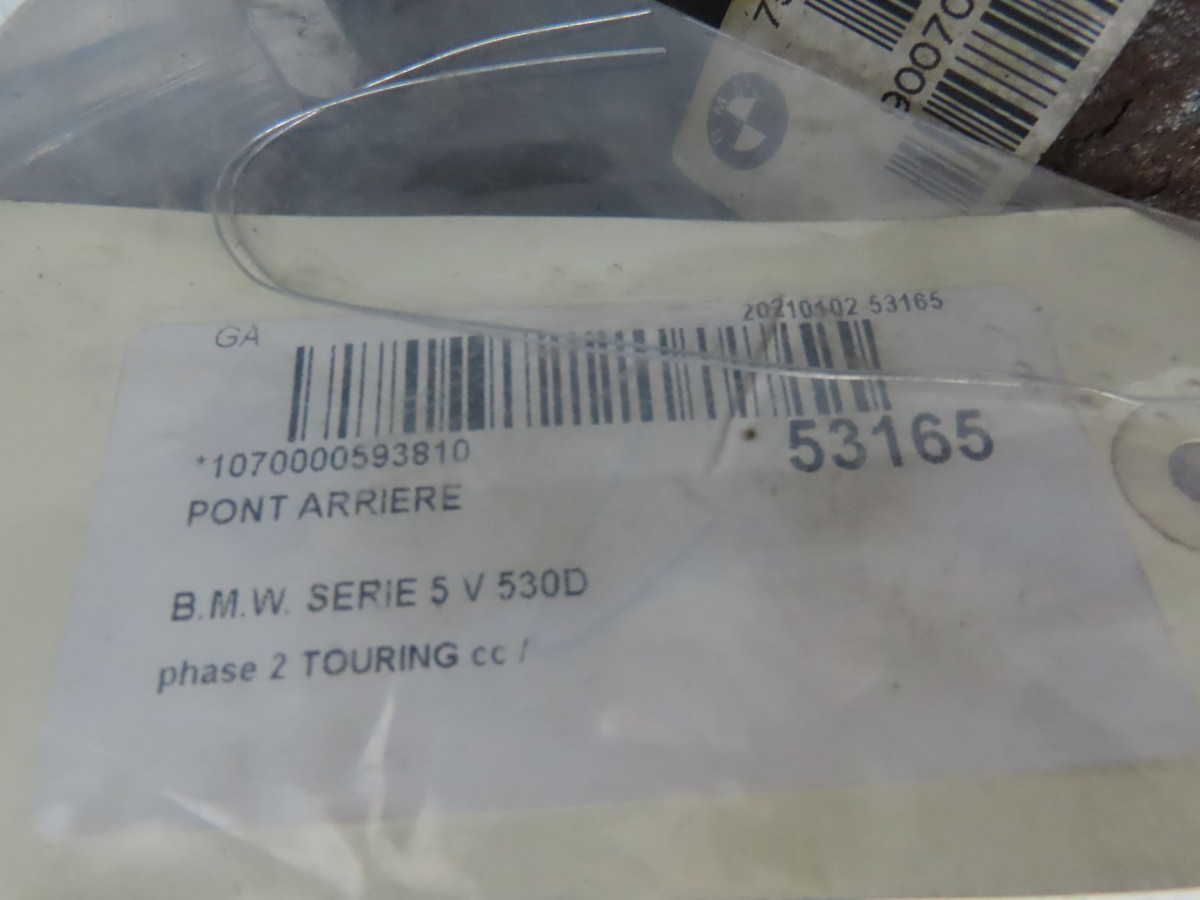 GA
20210102 53165
*1070000593810
53165
PONT ARRIERE
B.M.W. SERIE 5 V 530D
phase 2 TOURING cc /